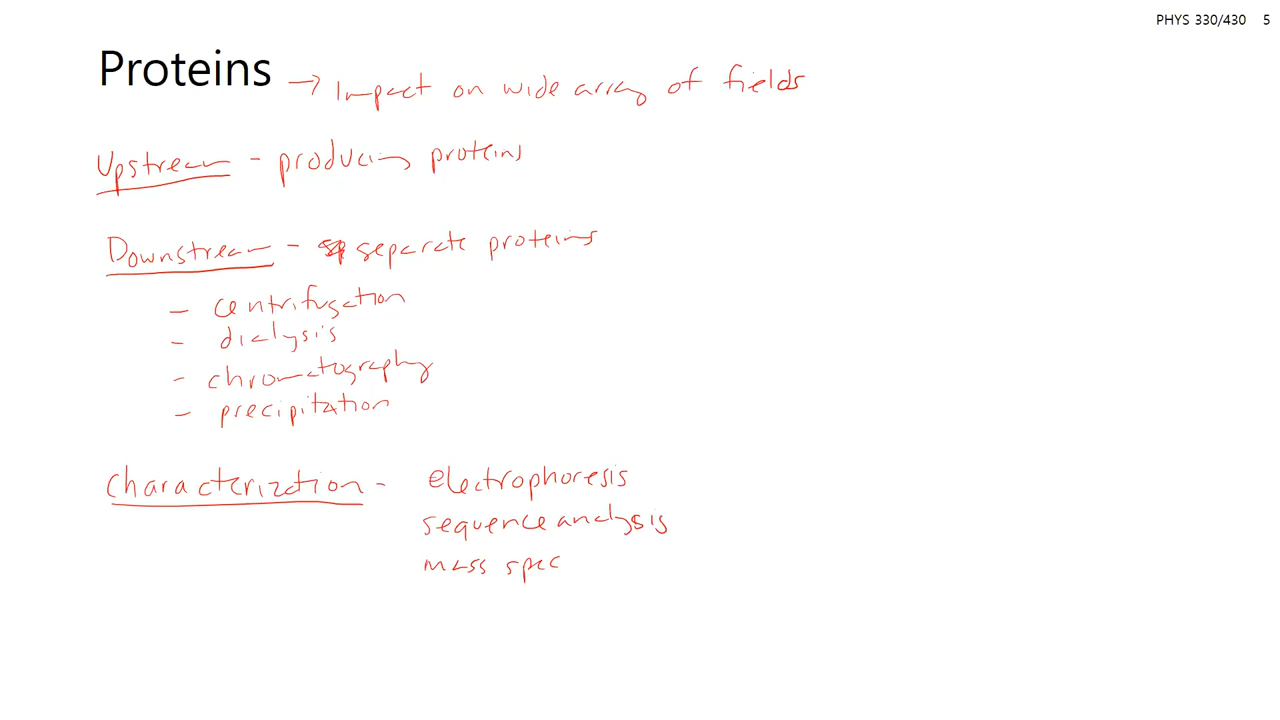 PHYS 330/430 5
Proteins → Impact on wide array of fields
Upstream - producing proteins
Downstream - separate proteins
- centrifugation
- dialysis
- chromatography
- precipitation
Characterization - electrophoresis
sequence analysis
mass spec